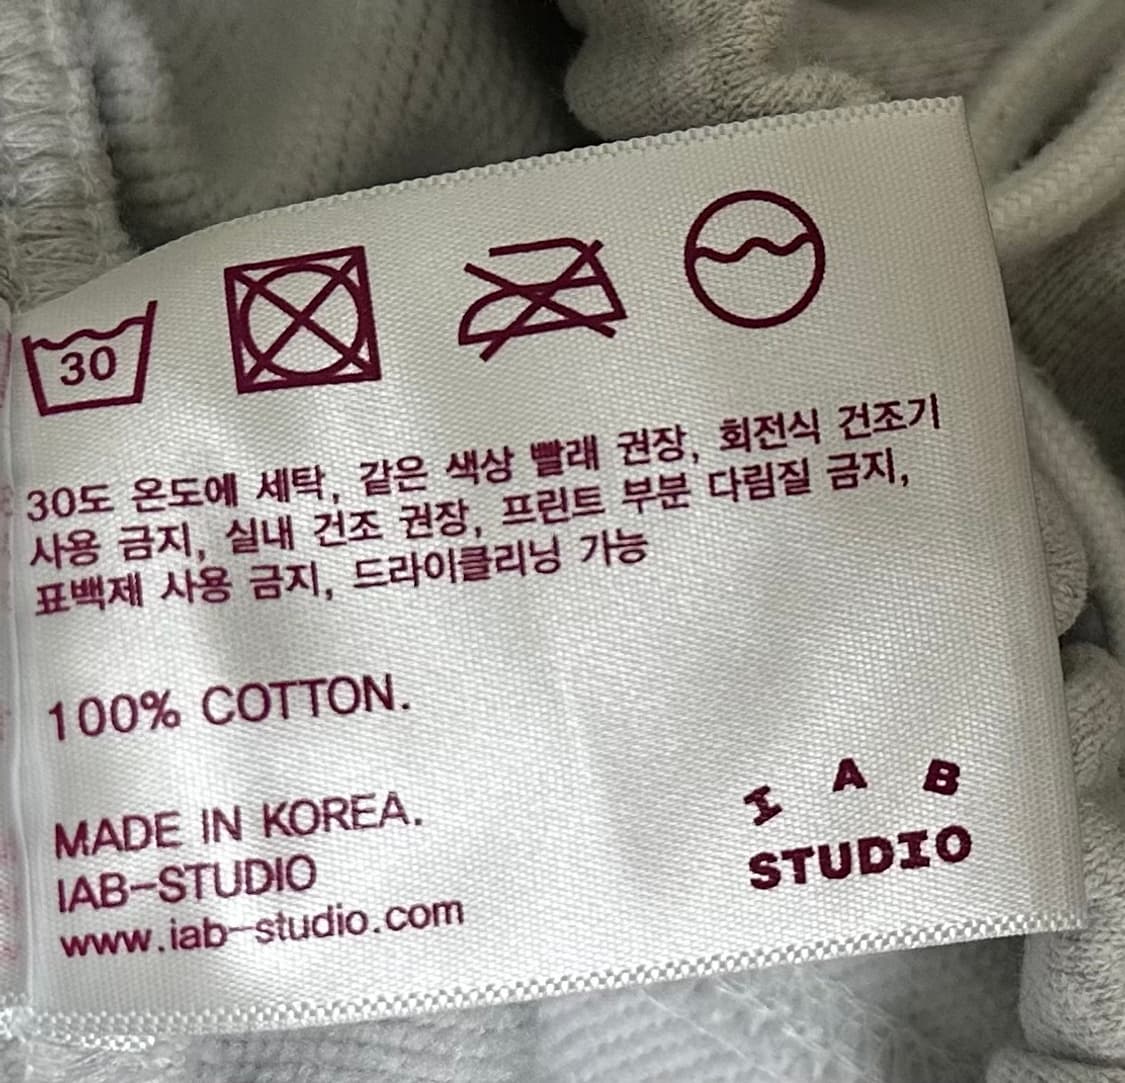 30
30도 온도에 세탁, 같은 색상 빨래 권장, 회전식 건조기
사용 금지, 실내 건조 권장, 프린트 부분 다림질 금지,
표백제 사용 금지, 드라이클리닝 가능
100% COTTON.
MADE IN KOREA.
IAB-STUDIO
www.iab-studio.com
I A B
STUDIO